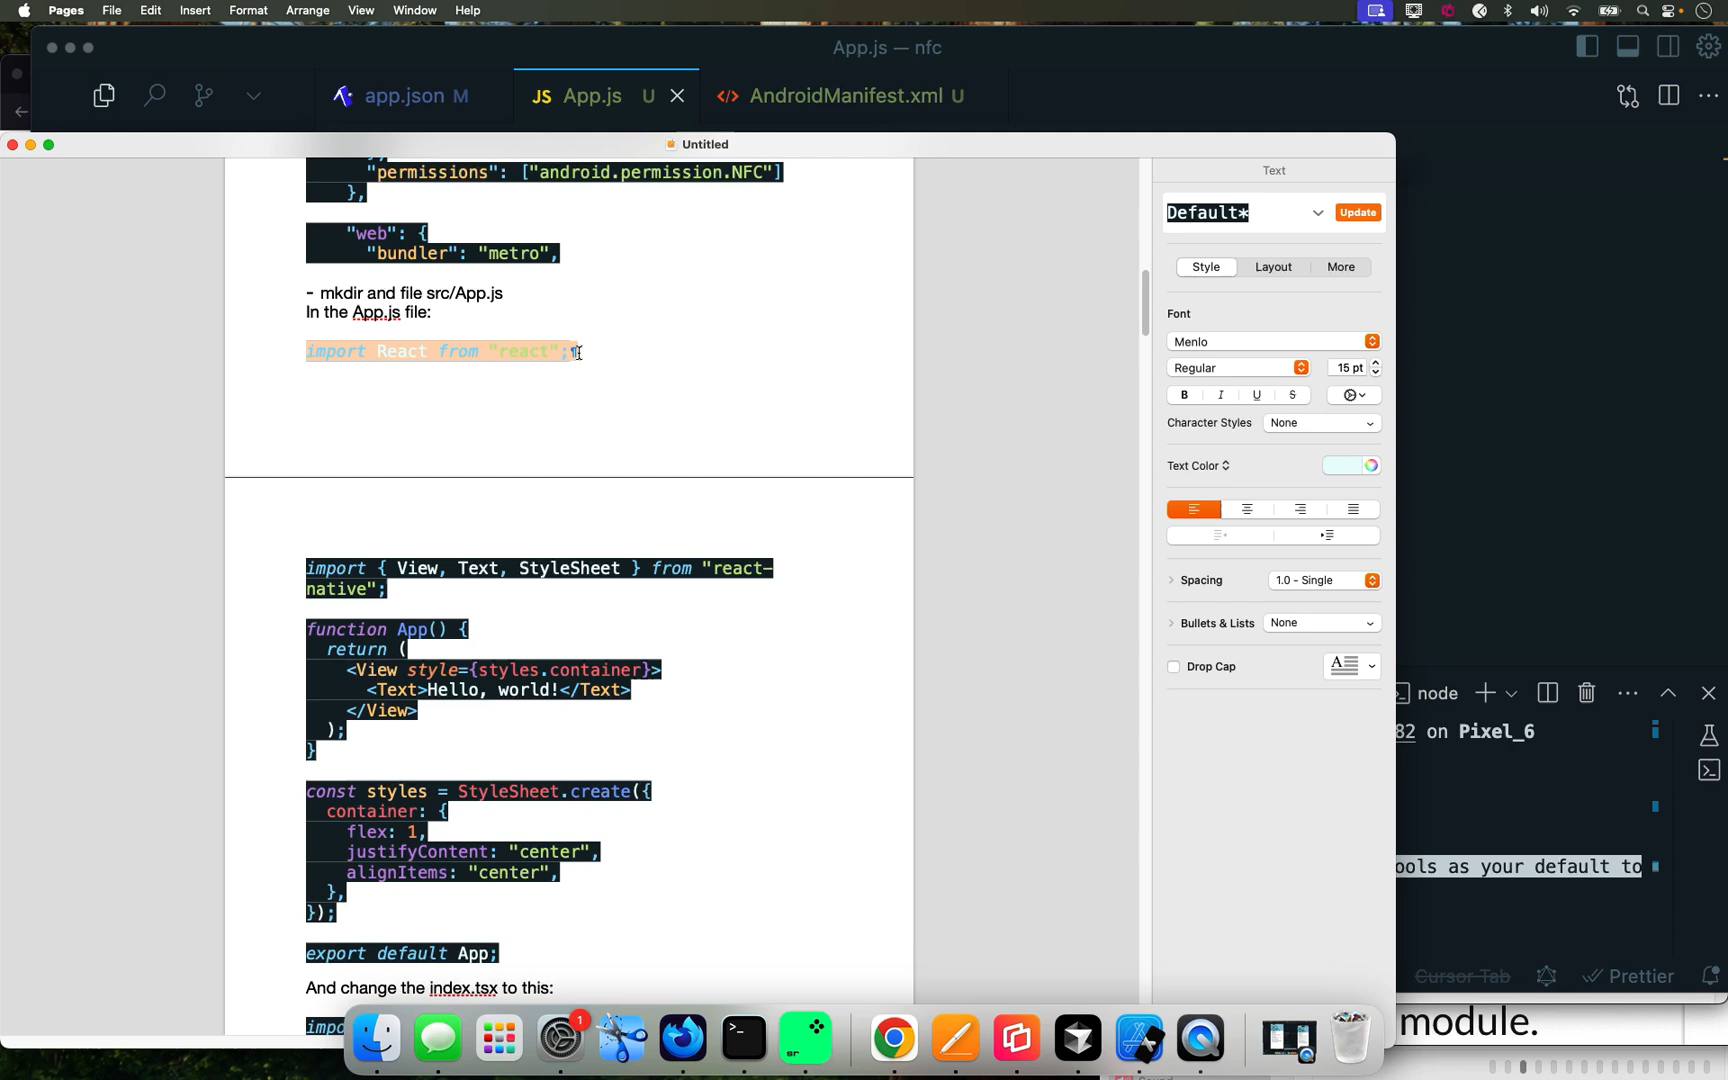 Pages File Edit Insert Format Arrange View Window Help
App.js — nfc
app.json M
JS App.js U
AndroidManifest.xml U
Untitled
"permissions": ["android.permission.NFC"]
},
"web": {
"bundler": "metro",
- mkdir and file src/App.js
In the App.js file:
import React from "react";
import { View, Text, StyleSheet } from "react-
native";
function App() {
return (
<View style={styles.container}>
<Text>Hello, world!</Text>
</View>
);
}
const styles = StyleSheet.create({
container: {
flex: 1,
justifyContent: "center",
alignItems: "center",
},
});
export default App;
And change the index.tsx to this:
Text
Default*
Update
Style Layout More
Font
Menlo
Regular 15 pt
B I U S
Character Styles None
Text Color
Spacing 1.0 - Single
Bullets & Lists None
Drop Cap
node
82 on Pixel_6
ools as your default to
Cursor Tab Prettier
module.
1
sr